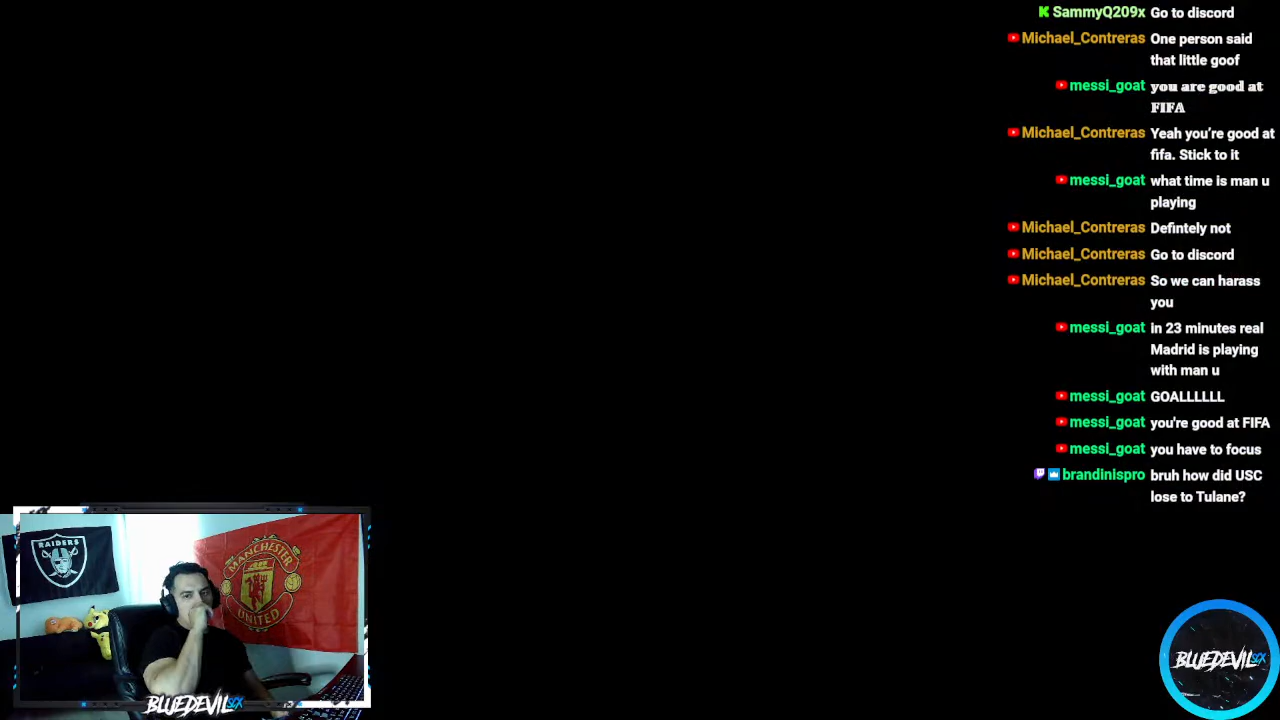 SammyQ209x Go to discord
Michael_Contreras One person said
that little goof
messi_goat 𝕪𝕠𝕦 𝕒𝕣𝕖 𝕘𝕠𝕠𝕕 𝕒𝕥
𝔽𝕀𝔽𝔸
Michael_Contreras Yeah you’re good at
fifa. Stick to it
messi_goat what time is man u
playing
Michael_Contreras Defintely not
Michael_Contreras Go to discord
Michael_Contreras So we can harass
you
messi_goat in 23 minutes real
Madrid is playing
with man u
messi_goat GOALLLLLL
messi_goat you're good at FIFA
messi_goat you have to focus
brandinispro bruh how did USC
lose to Tulane?
RAIDERS
MANCHESTER
UNITED
BLUEDEVILSCX
BLUEDEVILSCX